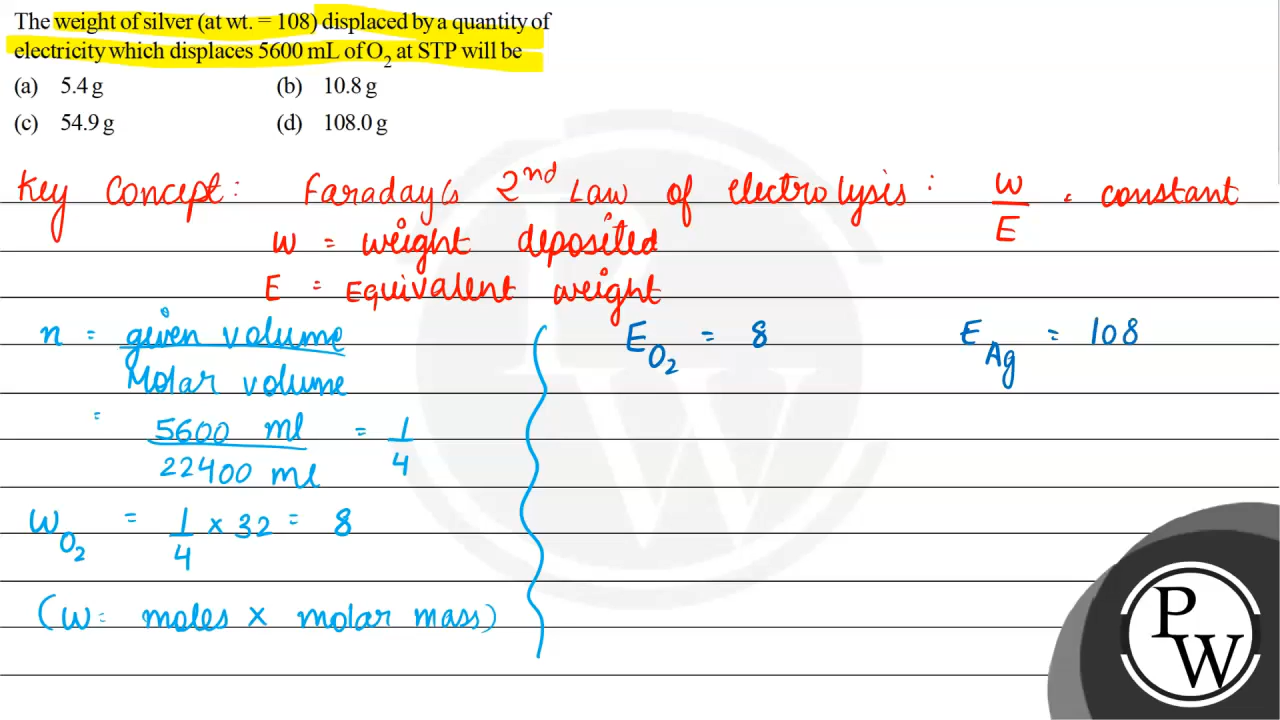 The weight of silver (at wt. = 108) displaced by a quantity of
electricity which displaces 5600 mL of O₂ at STP will be
(a) 5.4 g (b) 10.8 g
(c) 54.9 g (d) 108.0 g
Key Concept: Faraday's 2nd Law of electrolysis: w/E = constant
w = weight deposited
E = Equivalent weight
n = given volume / Molar volume
= 5600 ml / 22400 ml = 1/4
W O₂ = 1/4 × 32 = 8
(W = moles × molar mass)
E O₂ = 8 E Ag = 108
P
W